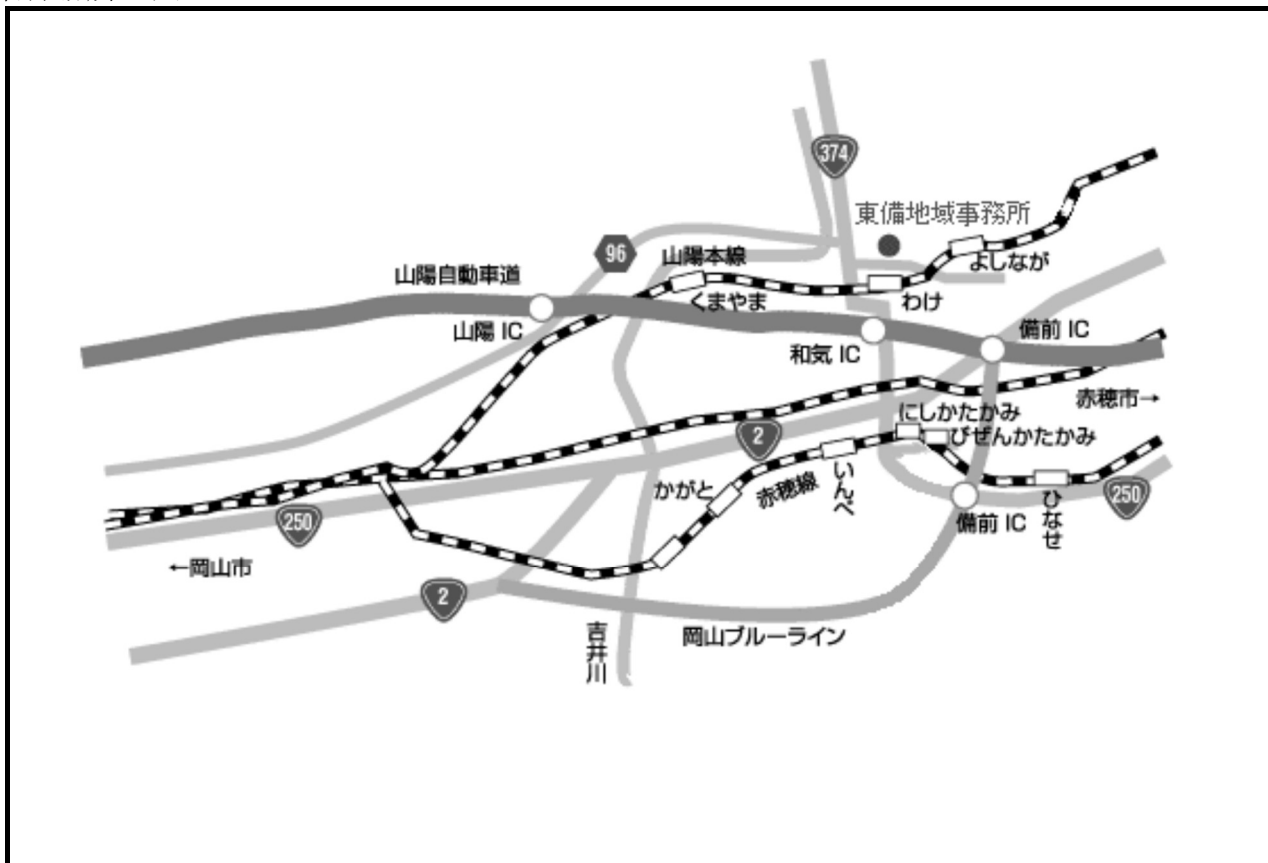 374
東備地域事務所
96
山陽本線
よしなが
山陽自動車道
くまやま
わけ
山陽 IC
備前 IC
和気 IC
赤穂市→
にしかたかみ
2
びぜんかたかみ
いんべ
かがと
赤穂線
250
ひなせ
250
備前 IC
←岡山市
2
岡山ブルーライン
吉井川